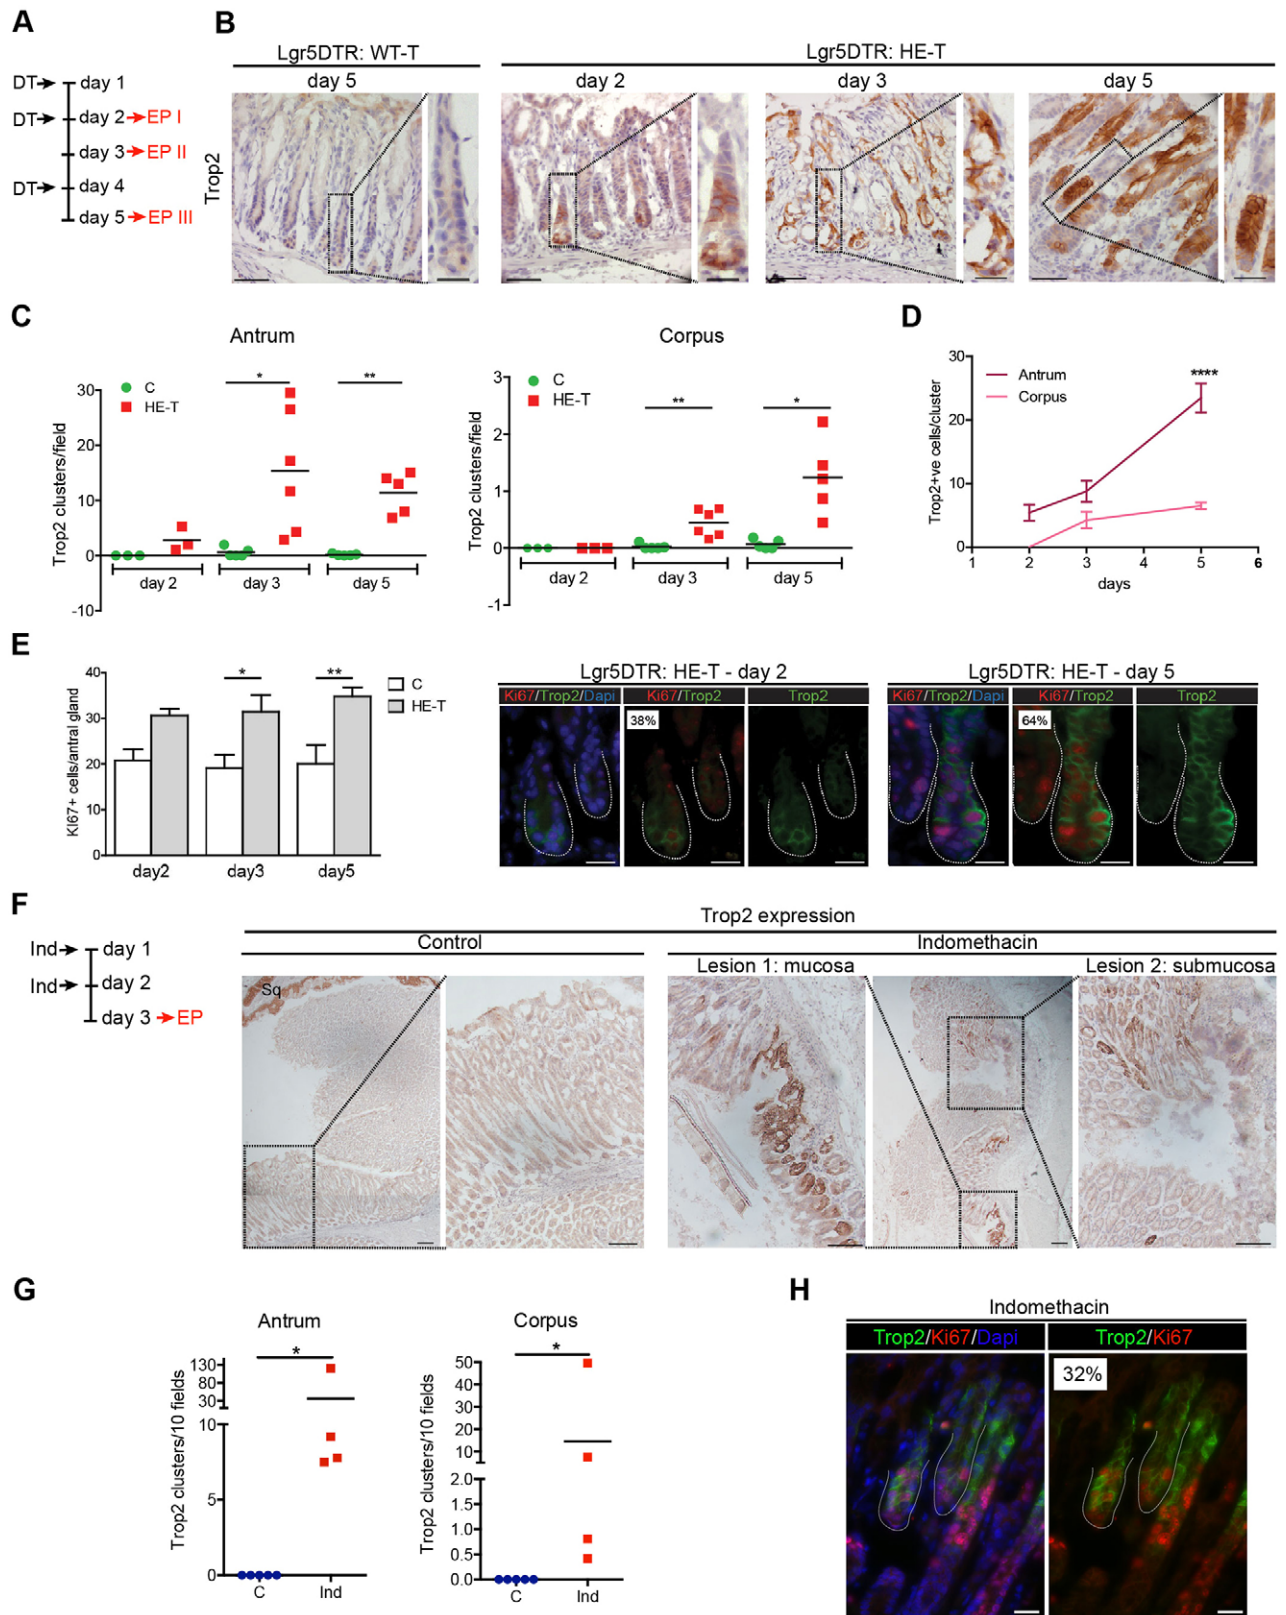 A
DT
day 1
DT
day 2
EP I
day 3
EP II
DT
day 4
day 5
EP III
B
Lgr5DTR: WT-T
Lgr5DTR: HE-T
day 5
day 2
day 3
day 5
Trop2
C
Antrum
Corpus
Trop2 clusters/field
30
20
10
0
-10
C
HE-T
*
**
day 2
day 3
day 5
Trop2 clusters/field
3
2
1
0
-1
C
HE-T
**
*
day 2
day 3
day 5
D
Trop2+ve cells/cluster
30
20
10
0
Antrum
Corpus
****
1
2
3
4
5
6
days
E
KI67+ cells/antral gland
40
30
20
10
0
*
**
C
HE-T
day2
day3
day5
Lgr5DTR: HE-T - day 2
Ki67/Trop2/Dapi
Ki67/Trop2
Trop2
38%
Lgr5DTR: HE-T - day 5
Ki67/Trop2/Dapi
Ki67/Trop2
Trop2
64%
F
Ind
day 1
Ind
day 2
day 3
EP
Trop2 expression
Control
Indomethacin
Lesion 1: mucosa
Lesion 2: submucosa
Sq
G
Antrum
Trop2 clusters/10 fields
130
80
30
10
5
0
*
C
Ind
Corpus
Trop2 clusters/10 fields
50
40
30
20
10
2.0
1.5
1.0
0.5
0.0
*
C
Ind
H
Indomethacin
Trop2/Ki67/Dapi
Trop2/Ki67
32%